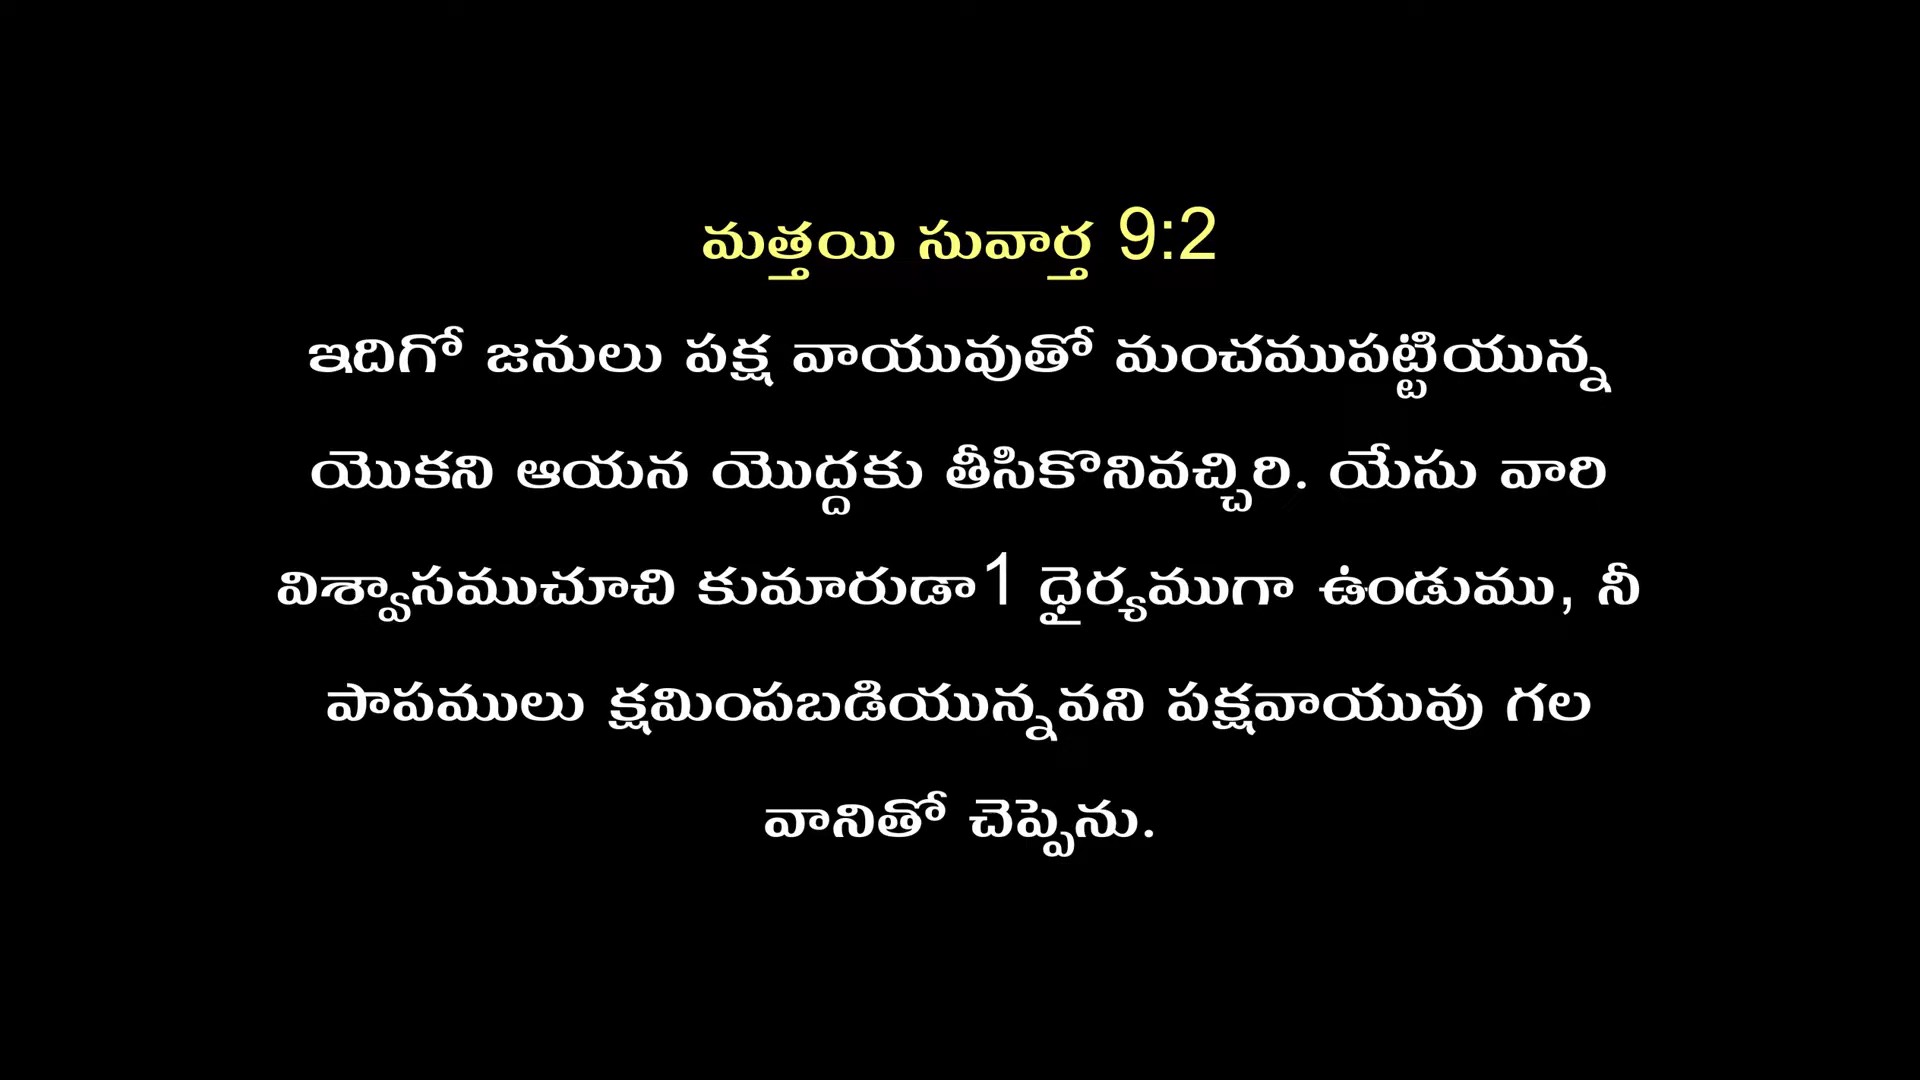 మత్తయి సువార్త 9:2
ఇదిగో జనులు పక్ష వాయువుతో మంచముపట్టియున్న
యొకని ఆయన యొద్దకు తీసికొనివచ్చిరి. యేసు వారి
విశ్వాసముచూచి కుమారుడా1 ధైర్యముగా ఉండుము, నీ
పాపములు క్షమింపబడియున్నవని పక్షవాయువు గల
వానితో చెప్పెను.